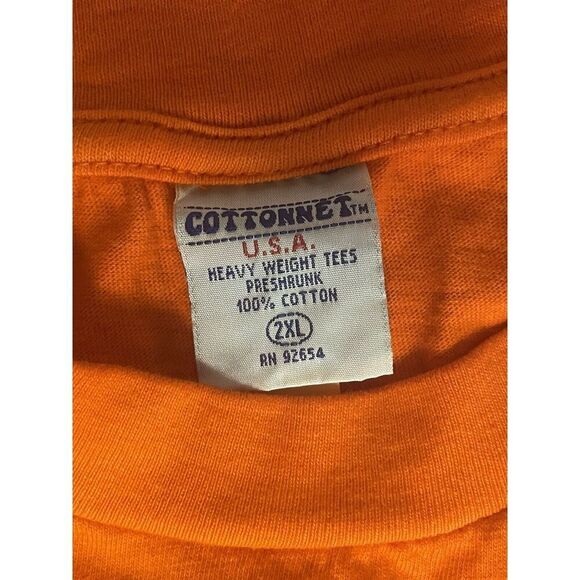 COTTONNET™
U.S.A.
HEAVY WEIGHT TEES
PRESHRUNK
100% COTTON
2XL
RN 92654